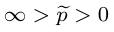 ∞ > p̃ > 0